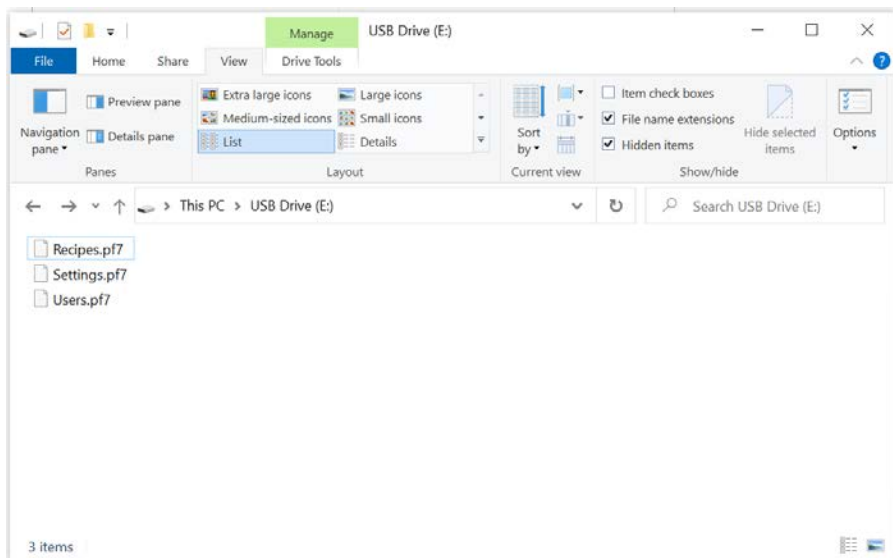 Manage USB Drive (E:)
File Home Share View Drive Tools
Navigation pane
Preview pane
Details pane
Panes
Extra large icons Large icons
Medium-sized icons Small icons
List Details
Layout
Sort by
Current view
Item check boxes
File name extensions
Hidden items
Hide selected items
Show/hide
Options
This PC > USB Drive (E:)
Search USB Drive (E:)
Recipes.pf7
Settings.pf7
Users.pf7
3 items